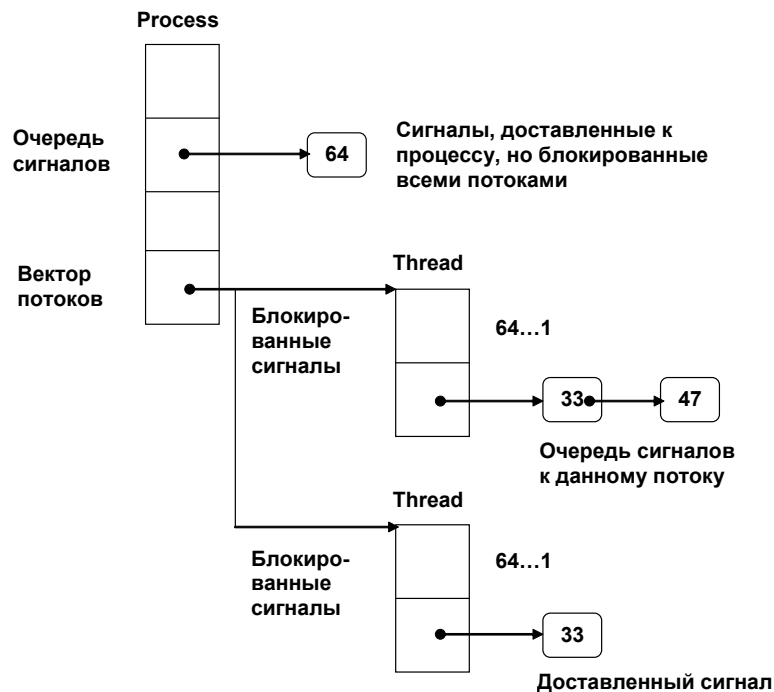 Process
Очередь
сигналов
64
Сигналы, доставленные к
процессу, но блокированные
всеми потоками
Вектор
потоков
Thread
Блокиро-
ванные
сигналы
64...1
33
47
Очередь сигналов
к данному потоку
Thread
Блокиро-
ванные
сигналы
64...1
33
Доставленный сигнал